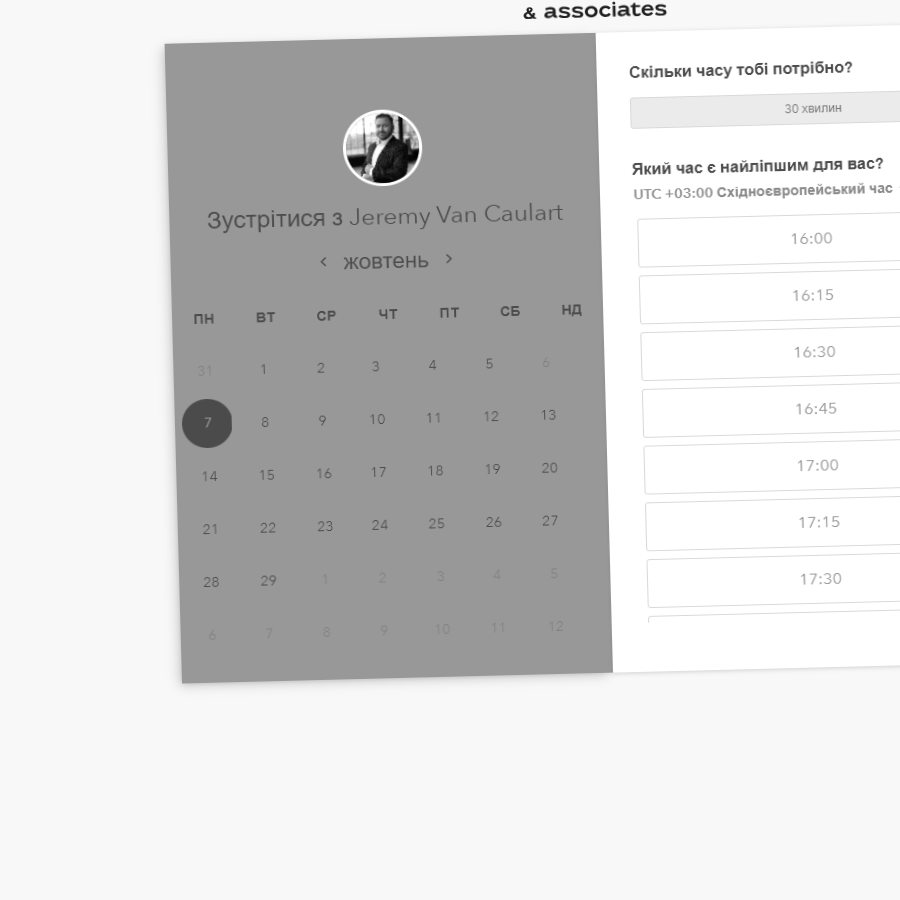 & associates
Зустрітися з Jeremy Van Caulart
жовтень
ПН ВТ СР ЧТ ПТ СБ НД
31 1 2 3 4 5 6
7 8 9 10 11 12 13
14 15 16 17 18 19 20
21 22 23 24 25 26 27
28 29 1 2 3 4 5
6 7 8 9 10 11 12
Скільки часу тобі потрібно?
30 хвилин
Який час є найліпшим для вас?
UTC +03:00 Східноєвропейський час
16:00
16:15
16:30
16:45
17:00
17:15
17:30